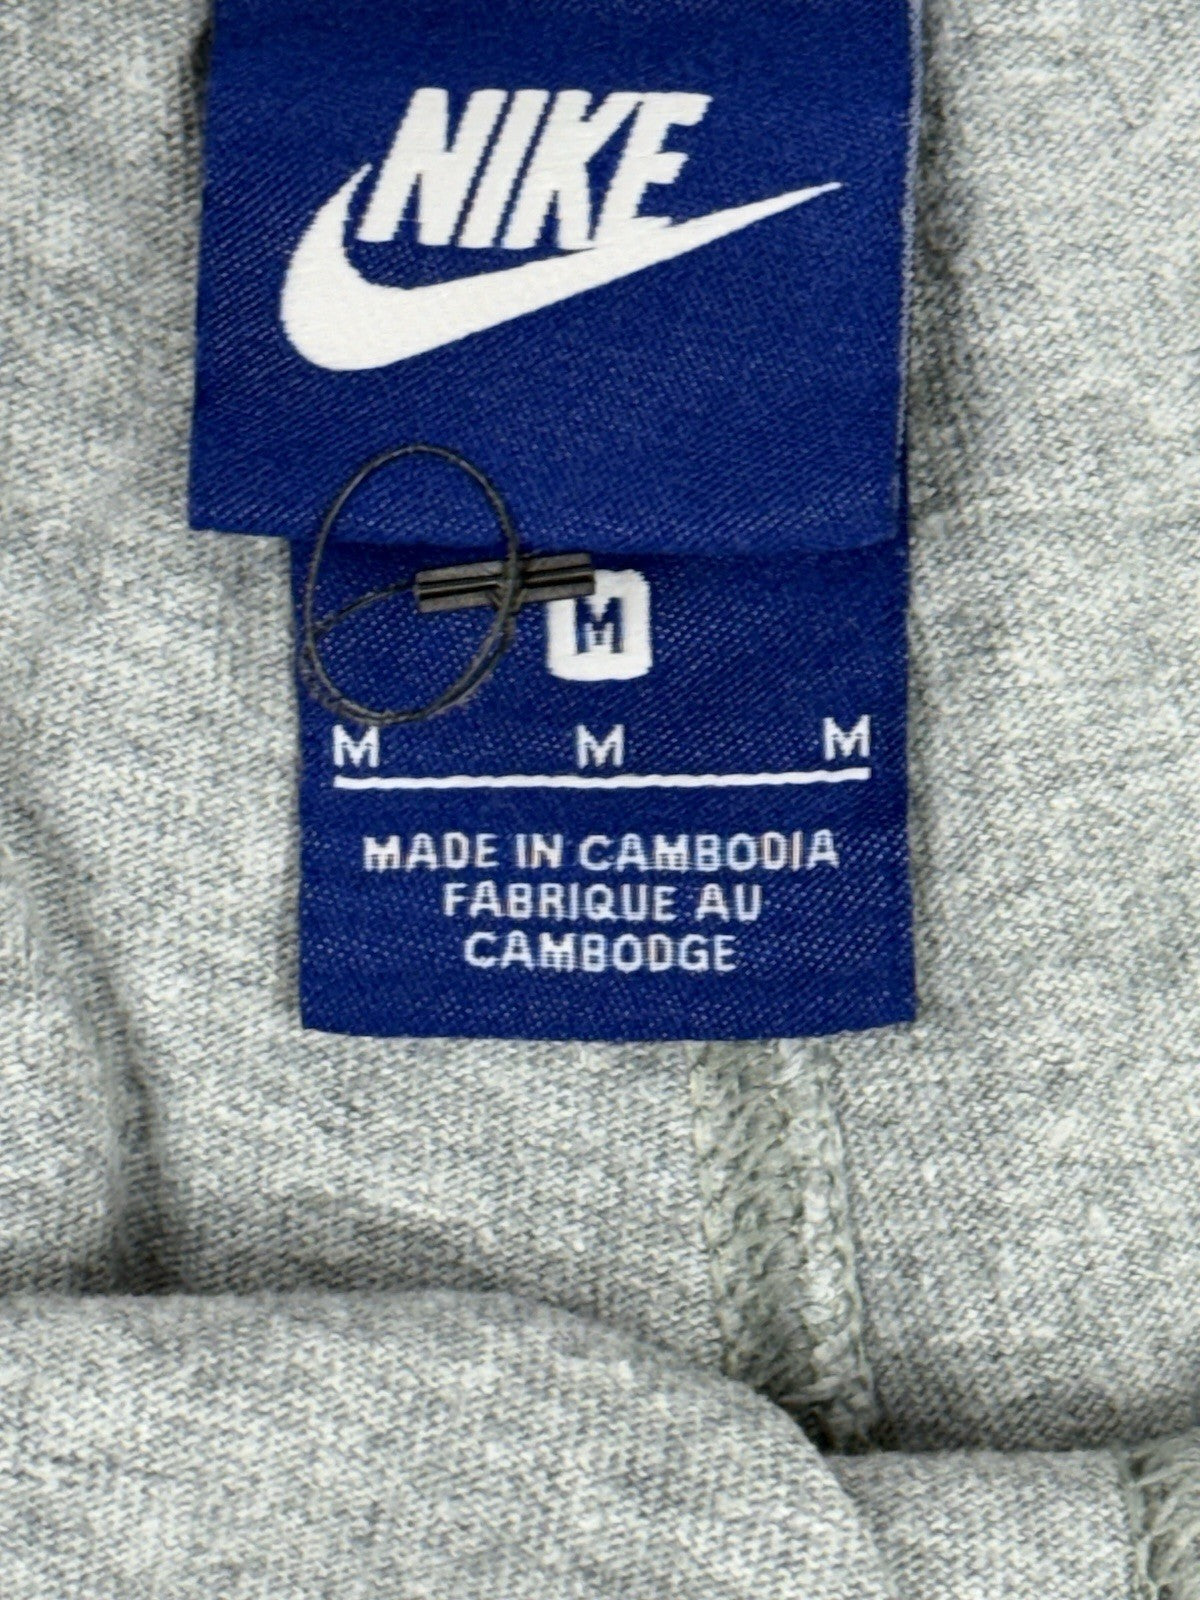 NIKE
M
M M M
MADE IN CAMBODIA
FABRIQUE AU
CAMBODGE